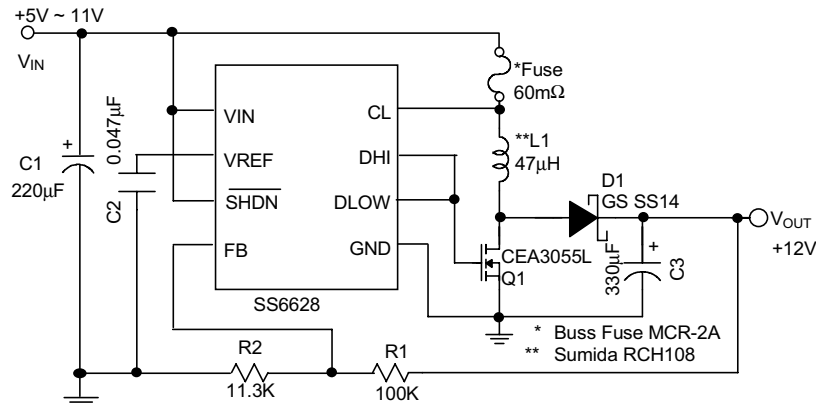 +5V ~ 11V
VIN
*Fuse
60mΩ
VIN
CL
0.047µF
**L1
47µH
VREF
DHI
C1
220µF
C2
SHDN
DLOW
D1
GS SS14
VOUT
+12V
FB
GND
CEA3055L
Q1
330µF
C3
SS6628
* Buss Fuse MCR-2A
** Sumida RCH108
R2
11.3K
R1
100K
+
+